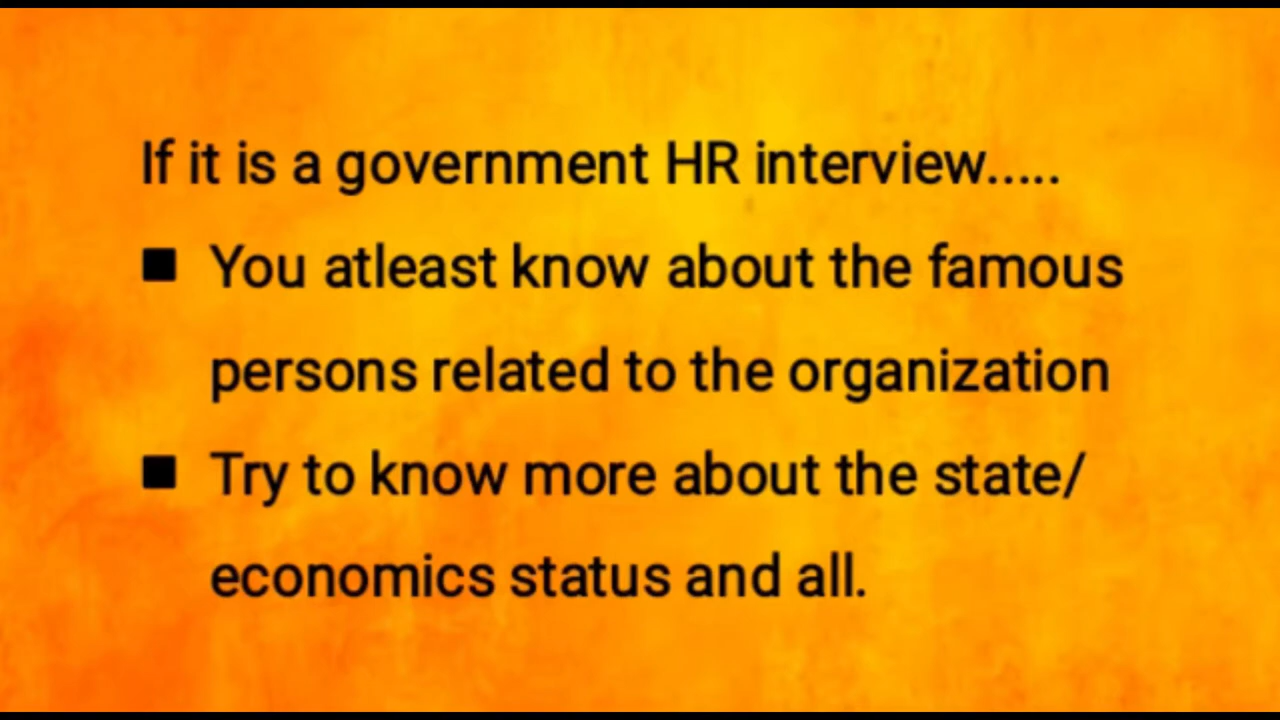 If it is a government HR interview.....
■ You atleast know about the famous
persons related to the organization
■ Try to know more about the state/
economics status and all.